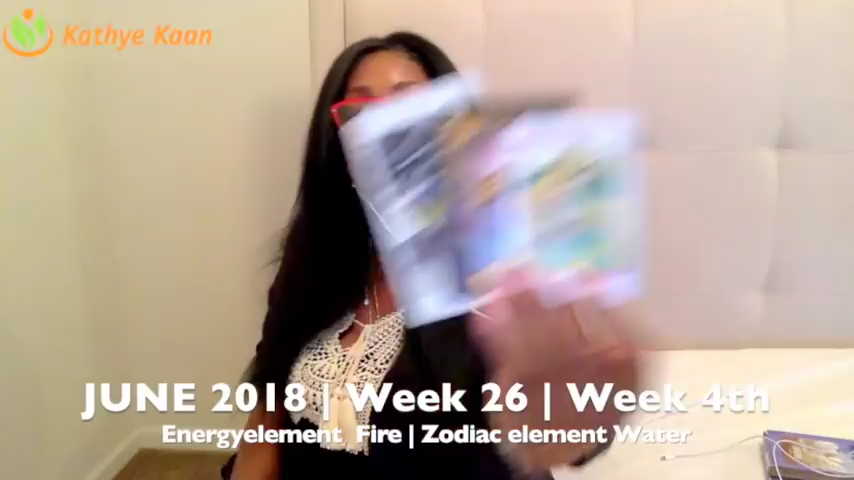 Kathye Kaan
JUNE 2018 | Week 26 | Week 4th
Energyelement Fire | Zodiac element Water